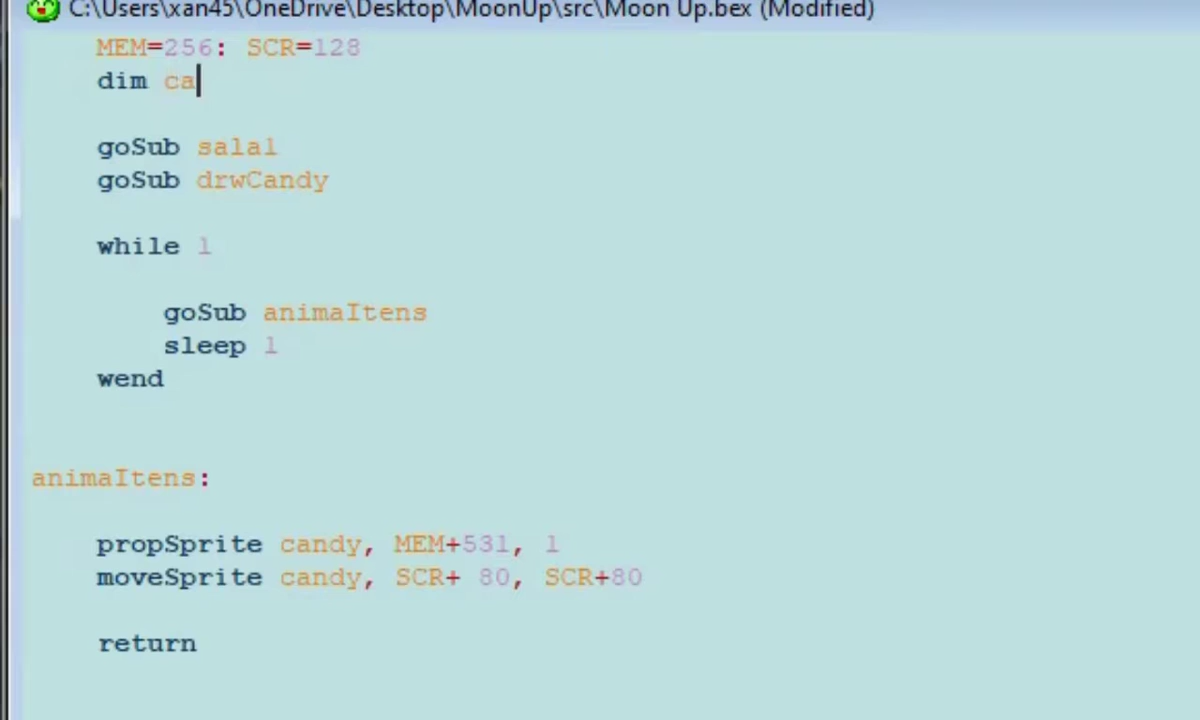 C:\Users\xan45\OneDrive\Desktop\MoonUp\src\Moon Up.bex (Modified)
MEM=256: SCR=128
dim ca
goSub sala1
goSub drwCandy
while 1
goSub animaItens
sleep 1
wend
animaItens:
propSprite candy, MEM+531, 1
moveSprite candy, SCR+ 80, SCR+80
return